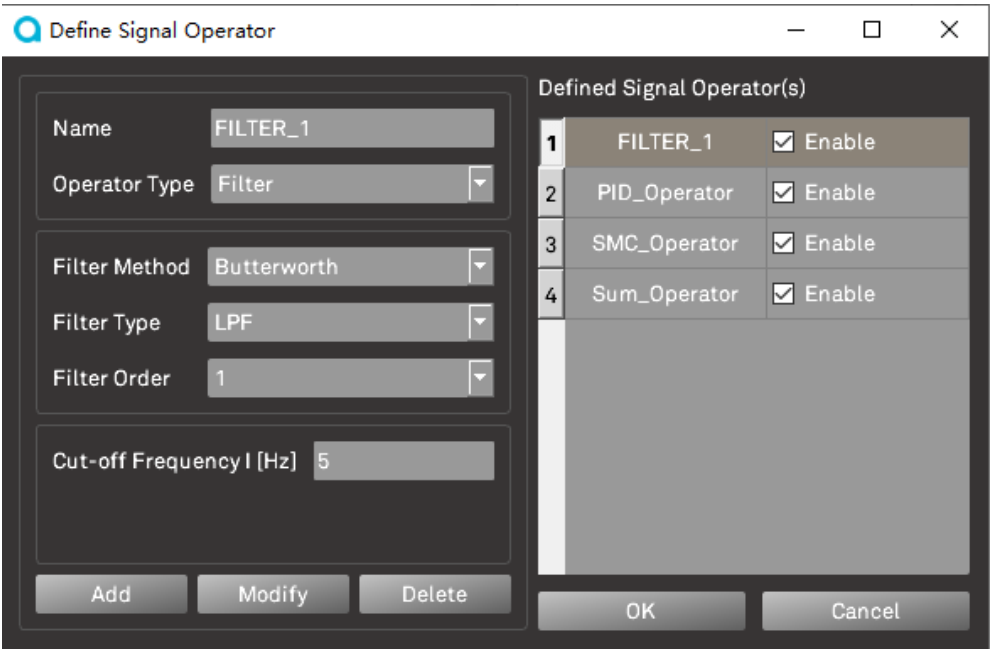 Define Signal Operator
Name FILTER_1
Operator Type Filter
Filter Method Butterworth
Filter Type LPF
Filter Order 1
Cut-off Frequency I [Hz] 5
Add Modify Delete
Defined Signal Operator(s)
1 FILTER_1 Enable
2 PID_Operator Enable
3 SMC_Operator Enable
4 Sum_Operator Enable
OK Cancel